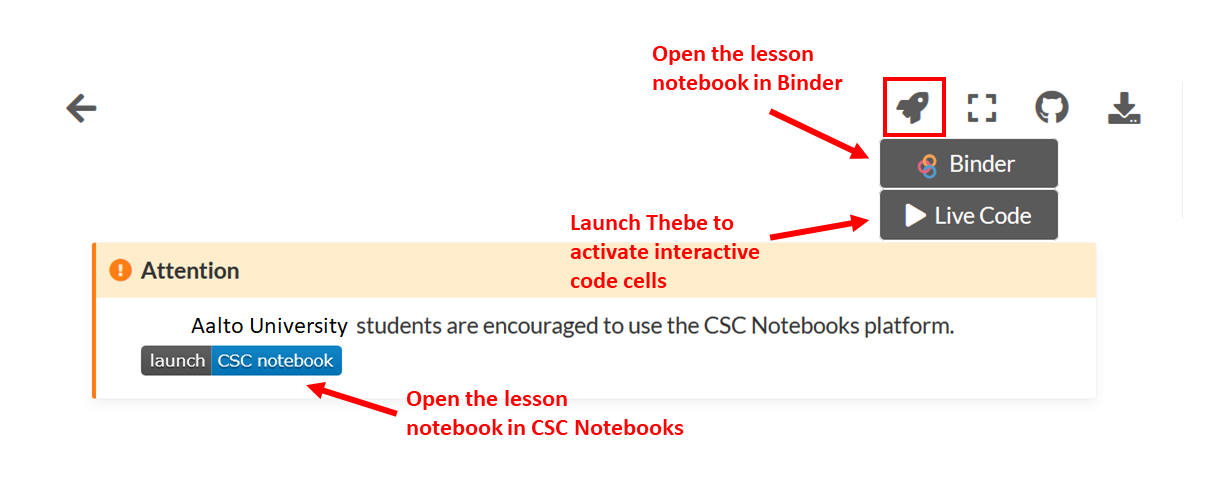 Open the lesson
notebook in Binder
Binder
Live Code
Launch Thebe to
activate interactive
code cells
Attention
Aalto University students are encouraged to use the CSC Notebooks platform.
launch CSC notebook
Open the lesson
notebook in CSC Notebooks